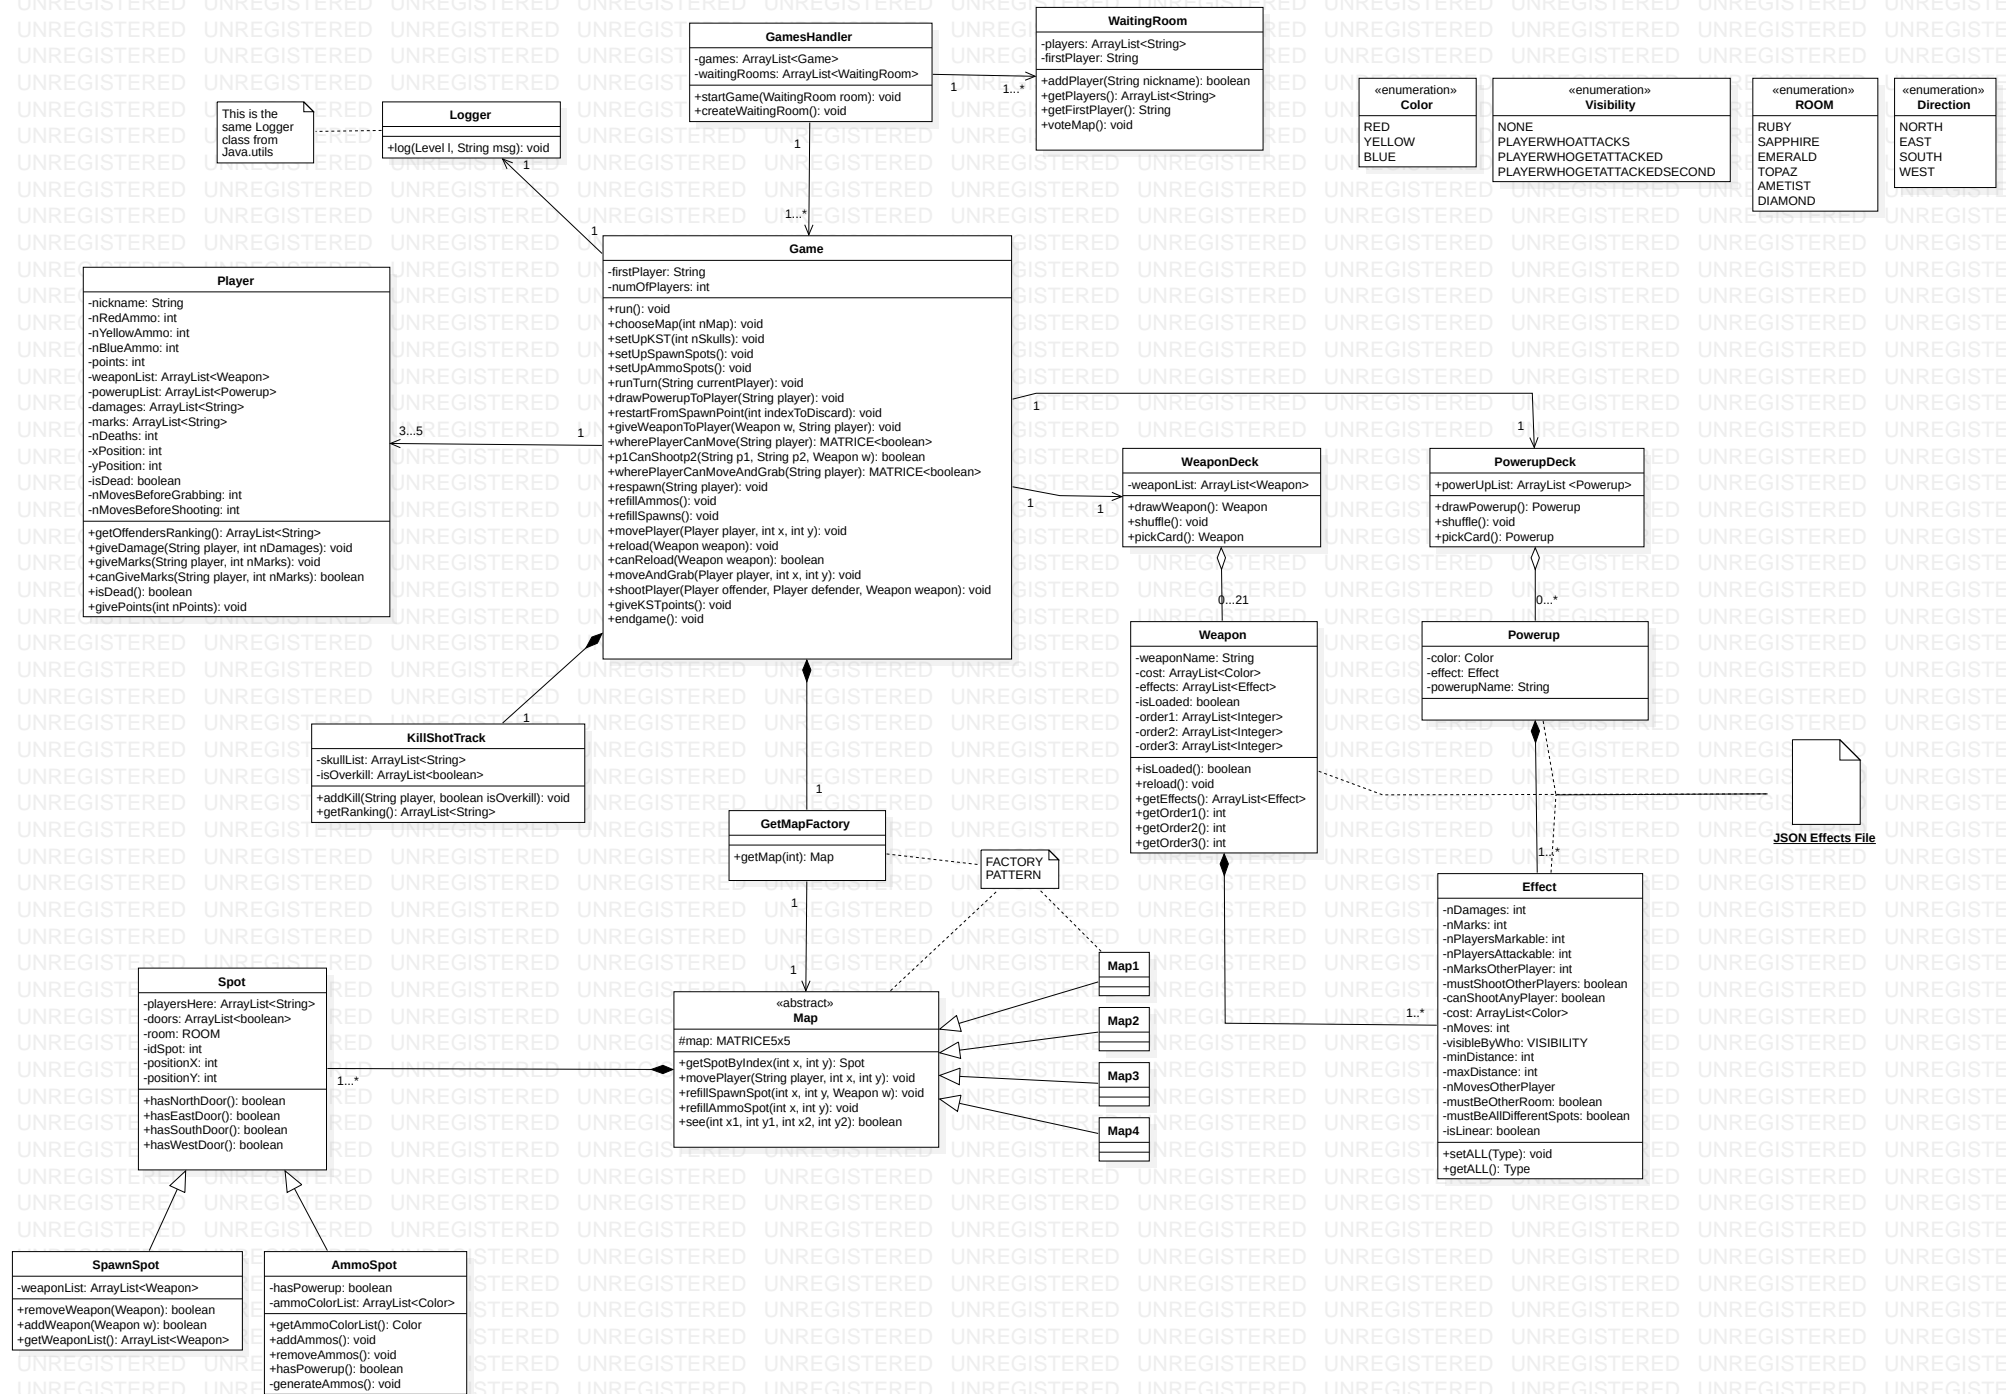 GamesHandler
-games: ArrayList<Game>
-waitingRooms: ArrayList<WaitingRoom>
+startGame(WaitingRoom room): void
+createWaitingRoom(): void
1
1...*
1
1...*
WaitingRoom
-players: ArrayList<String>
-firstPlayer: String
+addPlayer(String nickname): boolean
+getPlayers(): ArrayList<String>
+getFirstPlayer(): String
+voteMap(): void
«enumeration»
Color
RED
YELLOW
BLUE
«enumeration»
Visibility
NONE
PLAYERWHOATTACKS
PLAYERWHOGETATTACKED
PLAYERWHOGETATTACKEDSECOND
«enumeration»
ROOM
RUBY
SAPPHIRE
EMERALD
TOPAZ
AMETIST
DIAMOND
«enumeration»
Direction
NORTH
EAST
SOUTH
WEST
This is the
same Logger
class from
Java.utils
Logger
+log(Level l, String msg): void
1
1
Player
-nickname: String
-nRedAmmo: int
-nYellowAmmo: int
-nBlueAmmo: int
-points: int
-weaponList: ArrayList<Weapon>
-powerupList: ArrayList<Powerup>
-damages: ArrayList<String>
-marks: ArrayList<String>
-nDeaths: int
-xPosition: int
-yPosition: int
-isDead: boolean
-nMovesBeforeGrabbing: int
-nMovesBeforeShooting: int
+getOffendersRanking(): ArrayList<String>
+giveDamage(String player, int nDamages): void
+giveMarks(String player, int nMarks): void
+canGiveMarks(String player, int nMarks): boolean
+isDead(): boolean
+givePoints(int nPoints): void
3...5
1
Game
-firstPlayer: String
-numOfPlayers: int
+run(): void
+chooseMap(int nMap): void
+setUpKST(int nSkulls): void
+setUpSpawnSpots(): void
+setUpAmmoSpots(): void
+runTurn(String currentPlayer): void
+drawPowerupToPlayer(String player): void
+restartFromSpawnPoint(int indexToDiscard): void
+giveWeaponToPlayer(Weapon w, String player): void
+wherePlayerCanMove(String player): MATRICE<boolean>
+p1CanShootp2(String p1, String p2, Weapon w): boolean
+wherePlayerCanMoveAndGrab(String player): MATRICE<boolean>
+respawn(String player): void
+refillAmmos(): void
+refillSpawns(): void
+movePlayer(Player player, int x, int y): void
+reload(Weapon weapon): void
+canReload(Weapon weapon): boolean
+moveAndGrab(Player player, int x, int y): void
+shootPlayer(Player offender, Player defender, Weapon weapon): void
+giveKSTpoints(): void
+endgame(): void
1
1
1
1
WeaponDeck
-weaponList: ArrayList<Weapon>
+drawWeapon(): Weapon
+shuffle(): void
+pickCard(): Weapon
0...21
PowerupDeck
+powerUpList: ArrayList <Powerup>
+drawPowerup(): Powerup
+shuffle(): void
+pickCard(): Powerup
0...*
Weapon
-weaponName: String
-cost: ArrayList<Color>
-effects: ArrayList<Effect>
-isLoaded: boolean
-order1: ArrayList<Integer>
-order2: ArrayList<Integer>
-order3: ArrayList<Integer>
+isLoaded(): boolean
+reload(): void
+getEffects(): ArrayList<Effect>
+getOrder1(): int
+getOrder2(): int
+getOrder3(): int
Powerup
-color: Color
-effect: Effect
-powerupName: String
JSON Effects File
1...*
1..*
KillShotTrack
-skullList: ArrayList<String>
-isOverkill: ArrayList<boolean>
+addKill(String player, boolean isOverkill): void
+getRanking(): ArrayList<String>
1
1
GetMapFactory
+getMap(int): Map
1
1
FACTORY
PATTERN
Effect
-nDamages: int
-nMarks: int
-nPlayersMarkable: int
-nPlayersAttackable: int
-nMarksOtherPlayer: int
-mustShootOtherPlayers: boolean
-canShootAnyPlayer: boolean
-cost: ArrayList<Color>
-nMoves: int
-visibleByWho: VISIBILITY
-minDistance: int
-maxDistance: int
-nMovesOtherPlayer
-mustBeOtherRoom: boolean
-mustBeAllDifferentSpots: boolean
-isLinear: boolean
+setALL(Type): void
+getALL(): Type
Spot
-playersHere: ArrayList<String>
-doors: ArrayList<boolean>
-room: ROOM
-idSpot: int
-positionX: int
-positionY: int
+hasNorthDoor(): boolean
+hasEastDoor(): boolean
+hasSouthDoor(): boolean
+hasWestDoor(): boolean
1...*
«abstract»
Map
#map: MATRICE5x5
+getSpotByIndex(int x, int y): Spot
+movePlayer(String player, int x, int y): void
+refillSpawnSpot(int x, int y, Weapon w): void
+refillAmmoSpot(int x, int y): void
+see(int x1, int y1, int x2, int y2): boolean
Map1
Map2
Map3
Map4
SpawnSpot
-weaponList: ArrayList<Weapon>
+removeWeapon(Weapon): boolean
+addWeapon(Weapon w): boolean
+getWeaponList(): ArrayList<Weapon>
AmmoSpot
-hasPowerup: boolean
-ammoColorList: ArrayList<Color>
+getAmmoColorList(): Color
+addAmmos(): void
+removeAmmos(): void
+hasPowerup(): boolean
-generateAmmos(): void